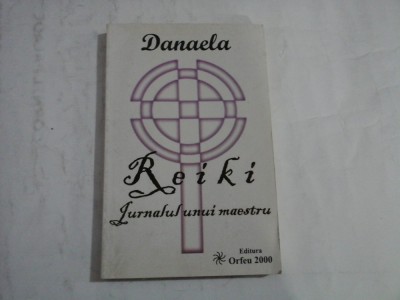 Danaela
Reiki
Jurnalul unui maestru
Editura
Orfeu 2000